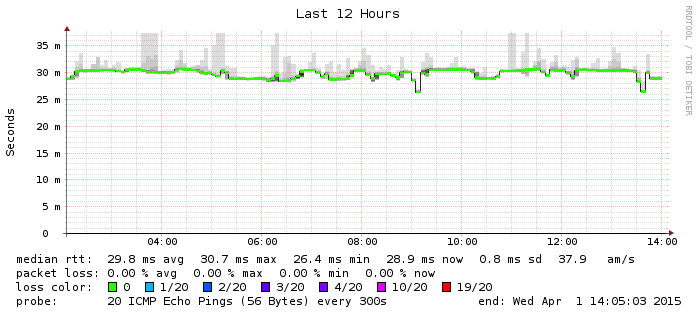 Last 12 Hours
RRDTOOL / TOBI OETIKER
Seconds
35 m
30 m
25 m
20 m
15 m
10 m
5 m
0
04:00 06:00 08:00 10:00 12:00 14:00
median rtt: 29.8 ms avg 30.7 ms max 26.4 ms min 28.9 ms now 0.8 ms sd 37.9 am/s
packet loss: 0.00 % avg 0.00 % max 0.00 % min 0.00 % now
loss color: 0 1/20 2/20 3/20 4/20 10/20 19/20
probe: 20 ICMP Echo Pings (56 Bytes) every 300s end: Wed Apr 1 14:05:03 2015